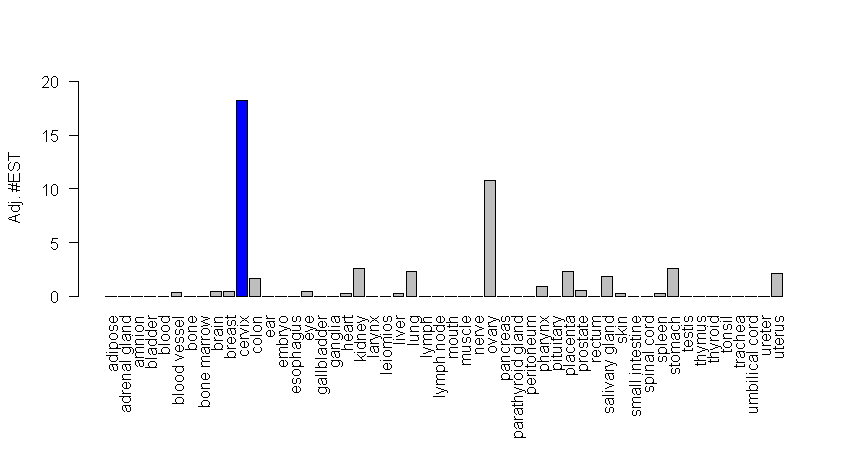 20
15
10
5
0
Adj. #EST
adipose
adrenal gland
amnion
bladder
blood
blood vessel
bone
bone marrow
brain
breast
cervix
colon
ear
embryo
esophagus
eye
gallbladder
ganglia
heart
kidney
larynx
leiomios
liver
lung
lymph
lymph node
mouth
muscle
nerve
ovary
pancreas
parathyroid gland
peritoneum
pharynx
pituitary
placenta
prostate
rectum
salivary gland
skin
small intestine
spinal cord
spleen
stomach
testis
thymus
thyroid
tonsil
trachea
umbilical cord
ureter
uterus